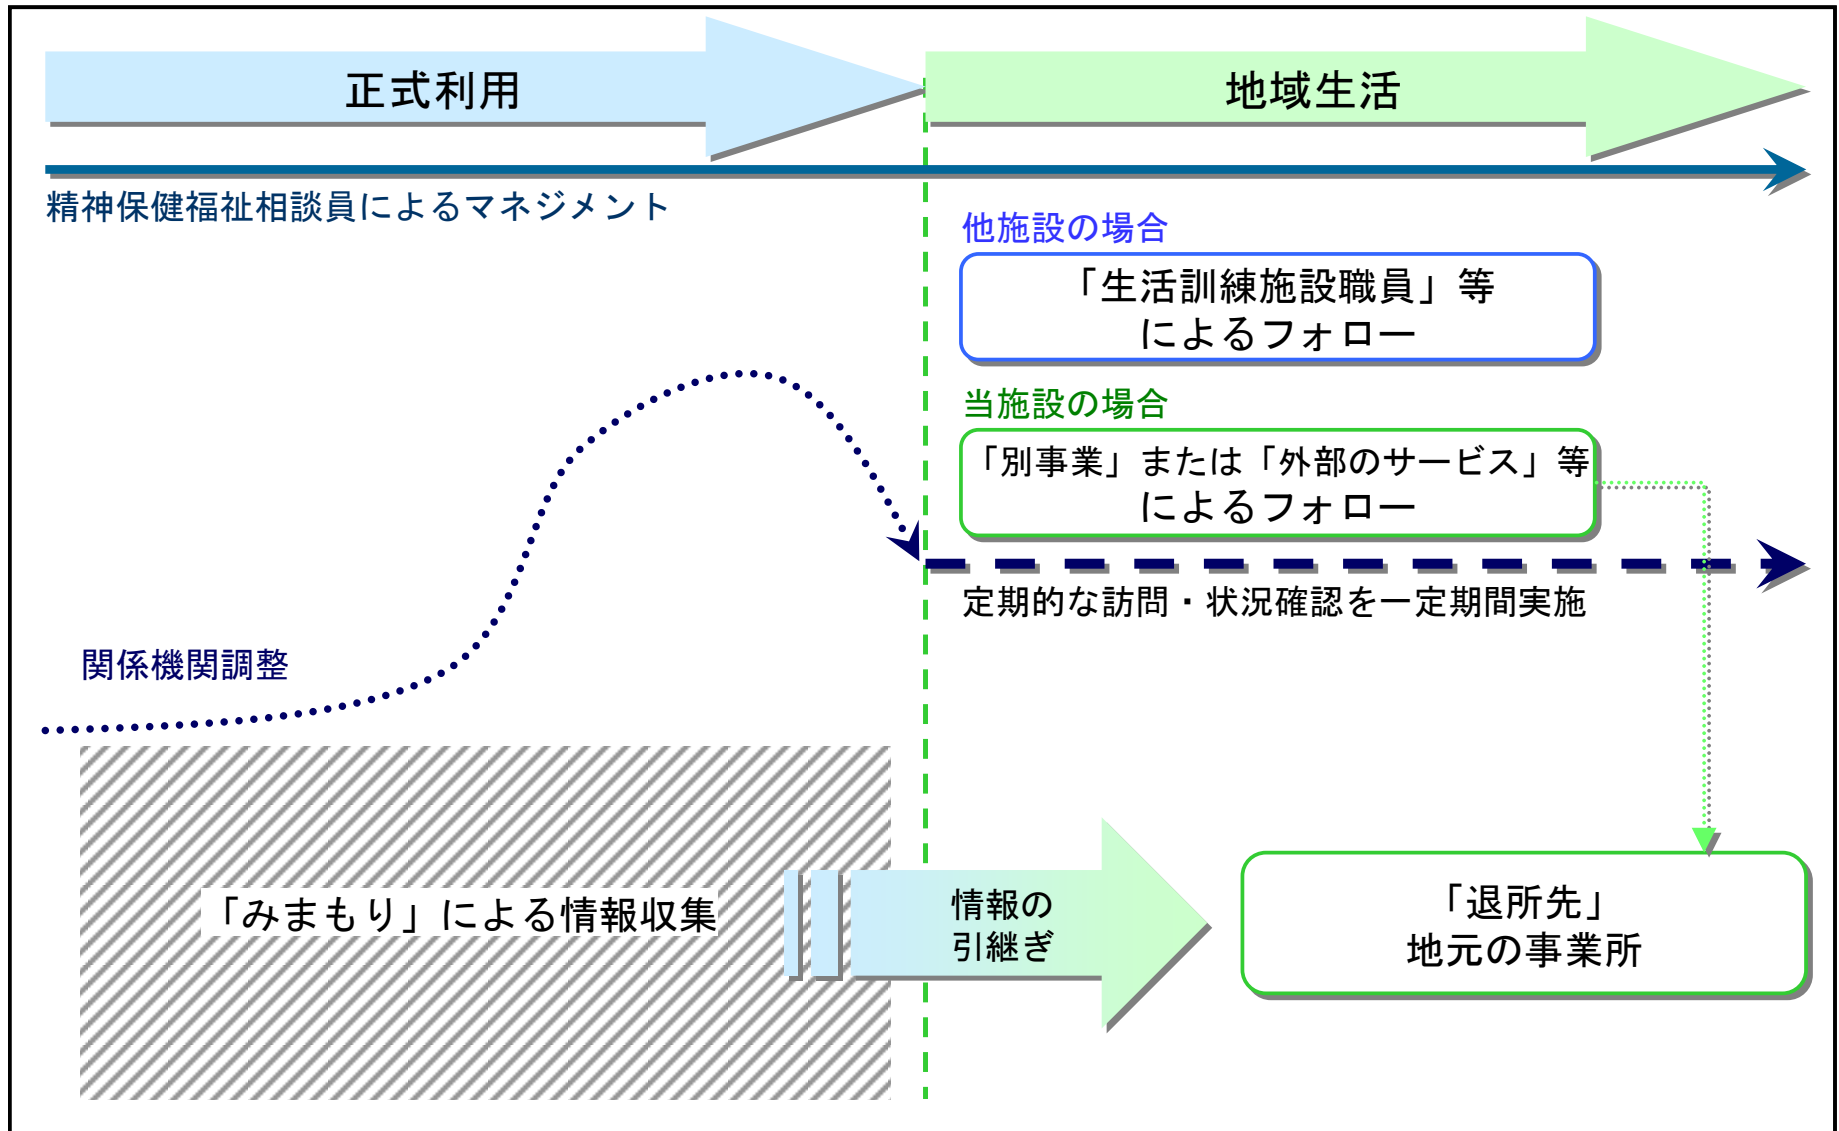 正式利用
地域生活
精神保健福祉相談員によるマネジメント
他施設の場合
「生活訓練施設職員」等
によるフォロー
当施設の場合
「別事業」または「外部のサービス」等
によるフォロー
定期的な訪問・状況確認を一定期間実施
関係機関調整
「みまもり」による情報収集
情報の
引継ぎ
「退所先」
地元の事業所